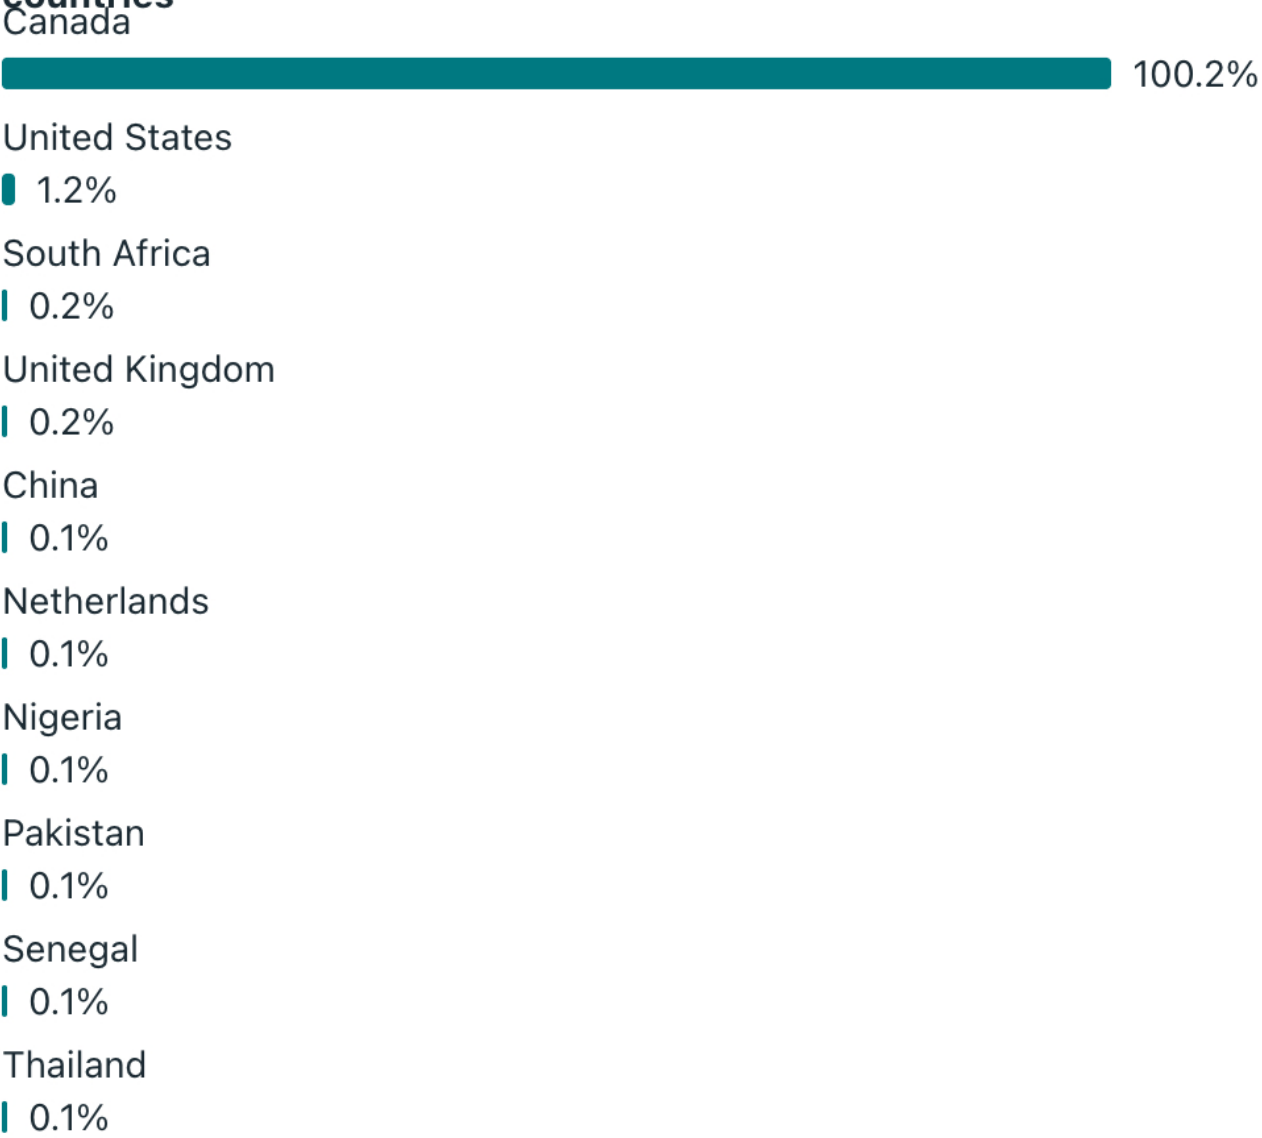 countries
Canada
100.2%
United States
1.2%
South Africa
0.2%
United Kingdom
0.2%
China
0.1%
Netherlands
0.1%
Nigeria
0.1%
Pakistan
0.1%
Senegal
0.1%
Thailand
0.1%